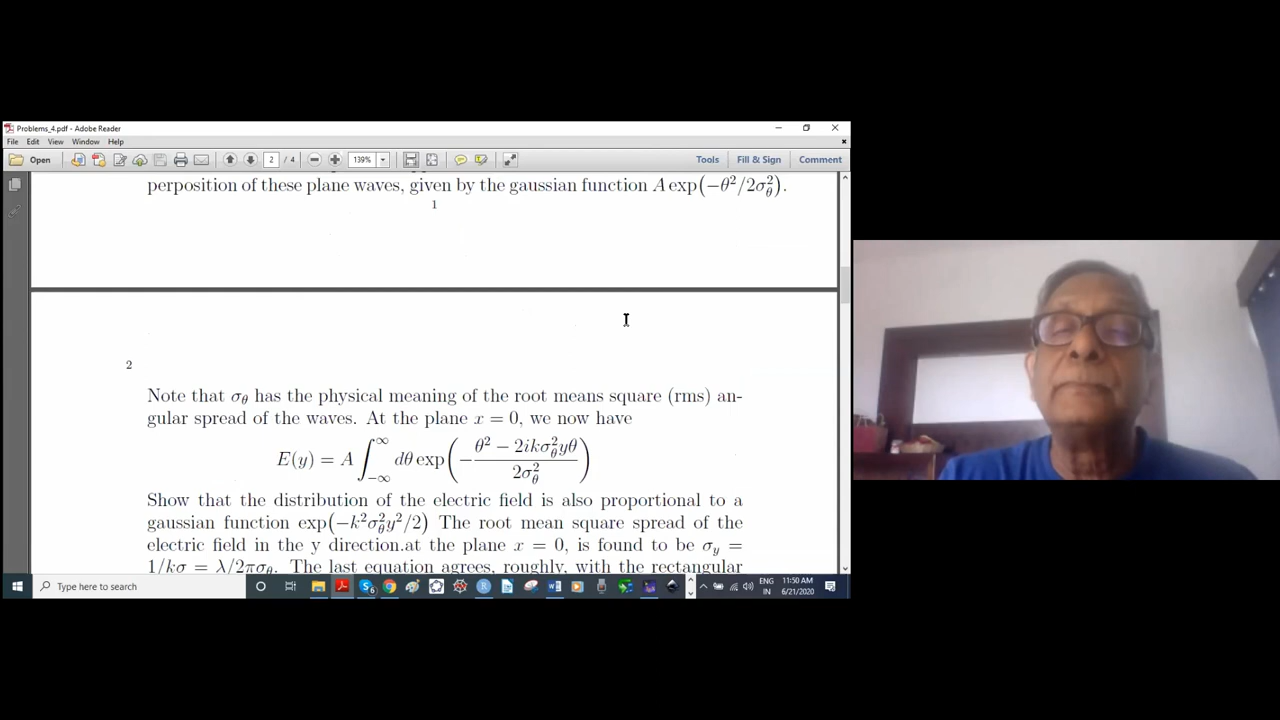 Problems_4.pdf - Adobe Reader
File Edit View Window Help
Open 2 / 4 139% Tools Fill & Sign Comment
perposition of these plane waves, given by the gaussian function A exp(−θ²/2σ_θ²).
1
2
Note that σ_θ has the physical meaning of the root means square (rms) an-
gular spread of the waves. At the plane x = 0, we now have
E(y) = A ∫_{−∞}^{∞} dθ exp(−(θ² − 2ikσ_θ²yθ)/(2σ_θ²))
Show that the distribution of the electric field is also proportional to a
gaussian function exp(−k²σ_θ²y²/2) The root mean square spread of the
electric field in the y direction.at the plane x = 0, is found to be σ_y =
1/kσ = λ/2πσ_θ. The last equation agrees, roughly, with the rectangular
Type here to search
ENG
IN
11:50 AM
6/21/2020